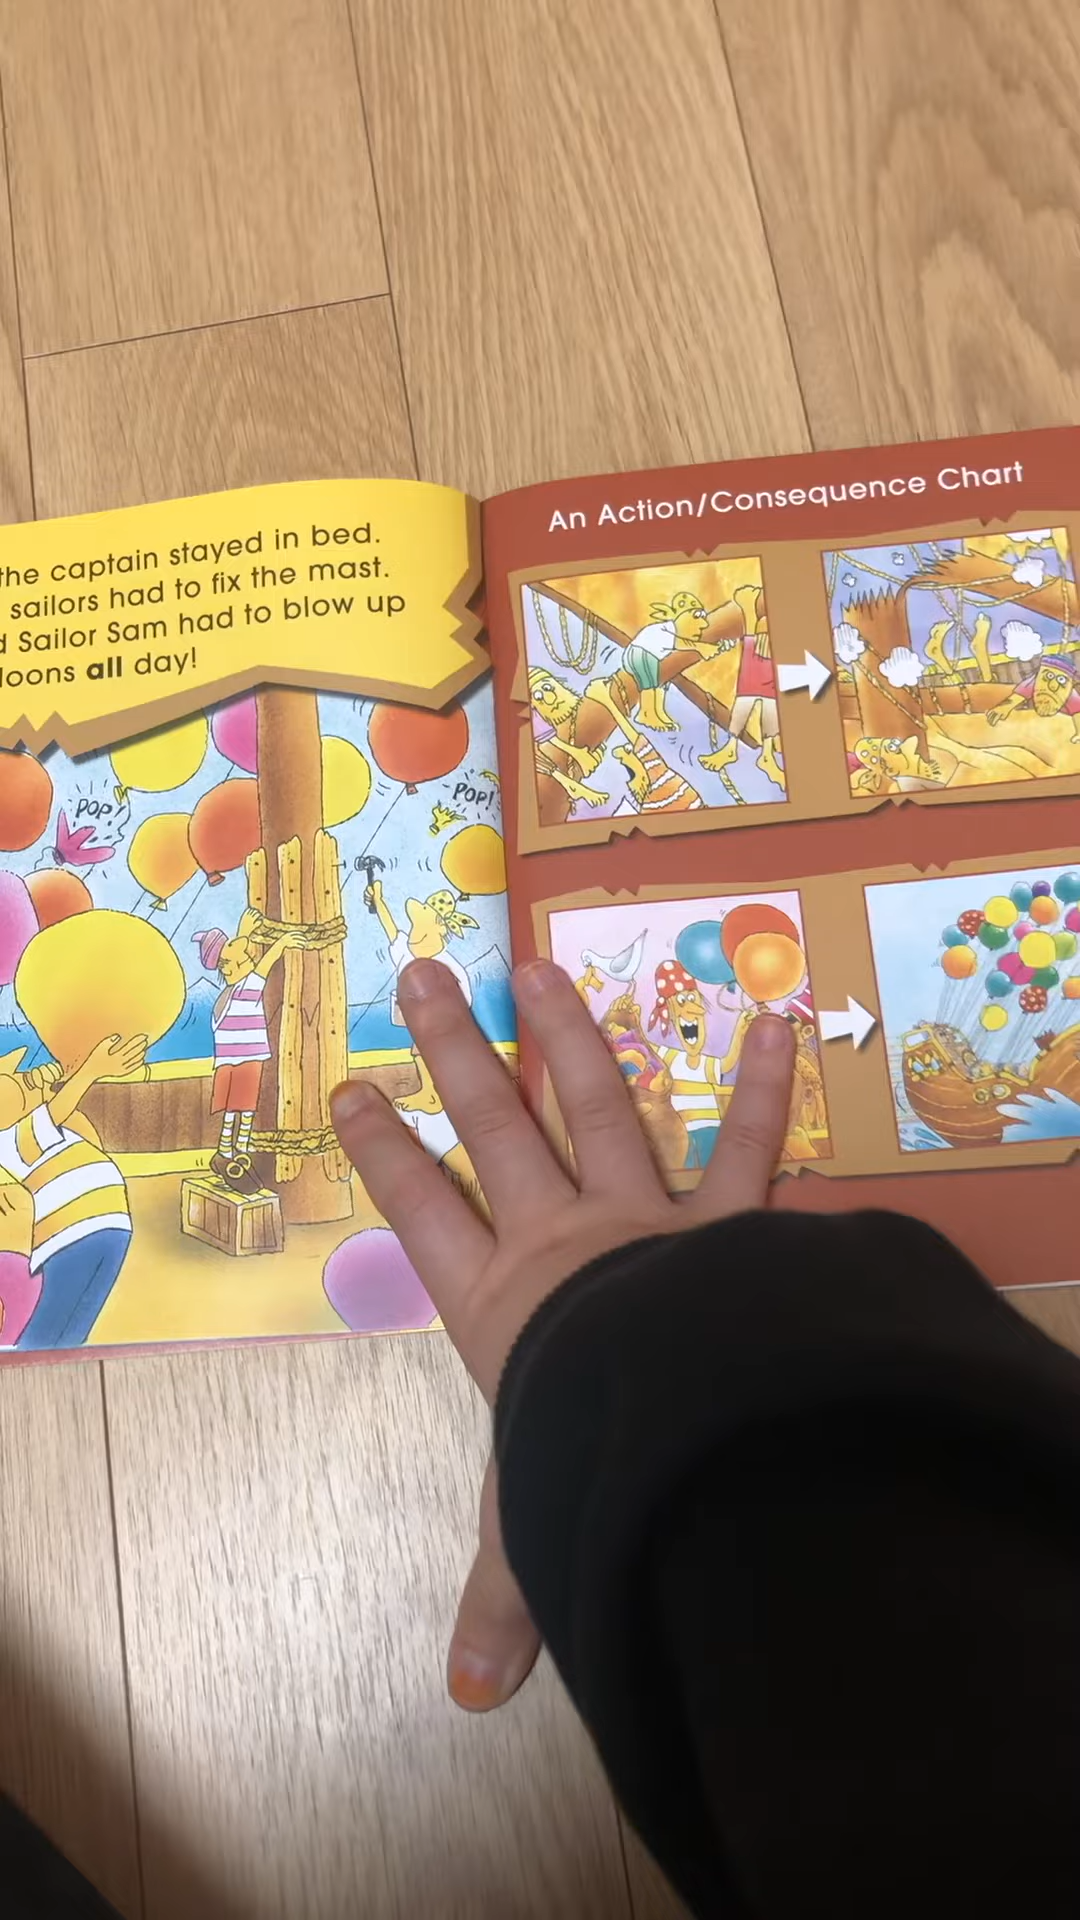 the captain stayed in bed.
sailors had to fix the mast.
Sailor Sam had to blow up
all day!
POP!
POP!
An Action/Consequence Chart